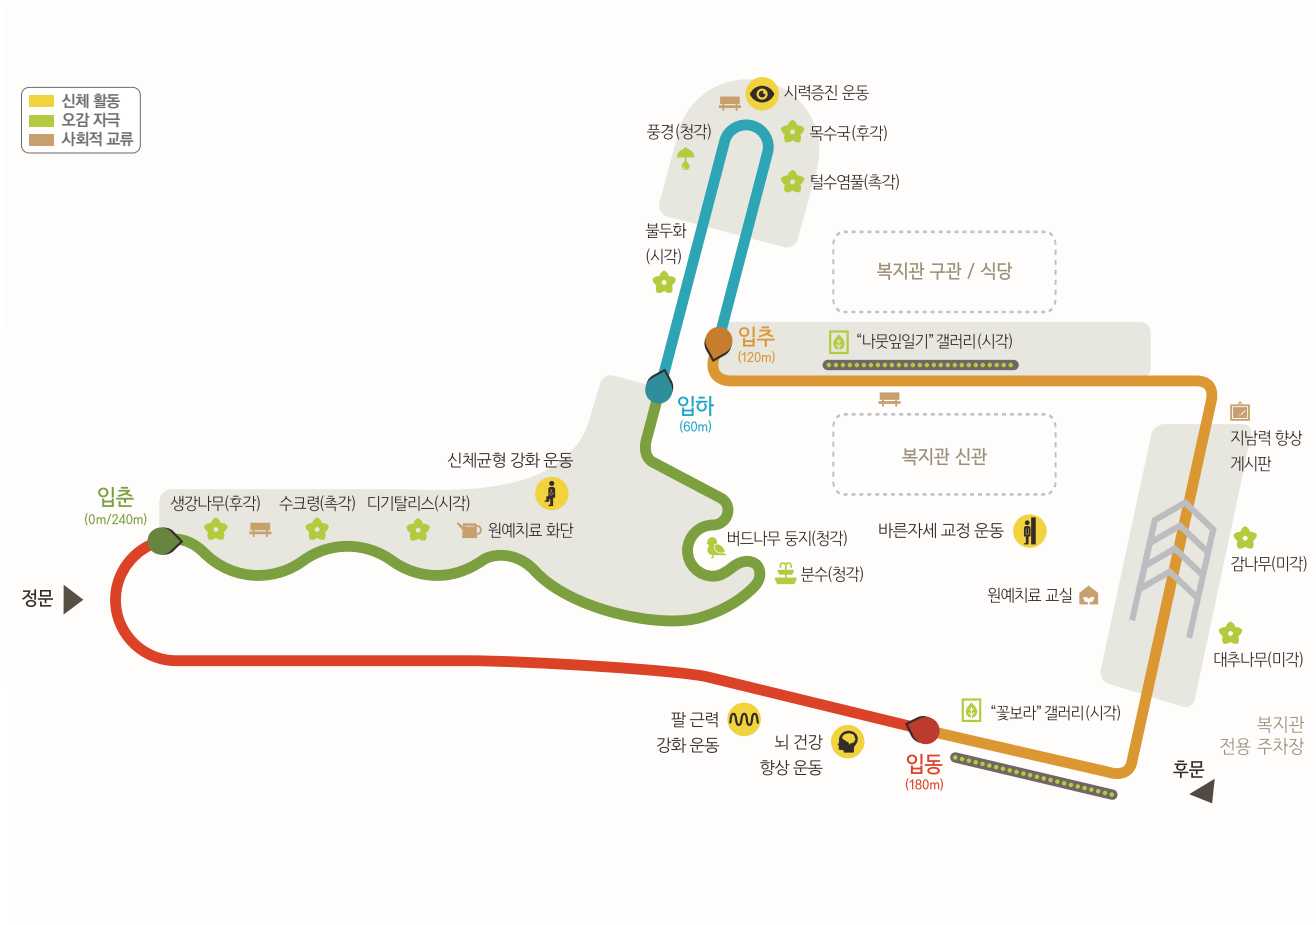 신체 활동
오감 자극
사회적 교류
시력증진 운동
풍경(청각)
목수국(후각)
털수염풀(촉각)
불두화
(시각)
복지관 구관 / 식당
입추
(120m)
“나뭇잎일기” 갤러리(시각)
입하
(60m)
지남력 향상
게시판
복지관 신관
신체균형 강화 운동
입춘
(0m/240m)
생강나무(후각)
수크령(촉각)
디기탈리스(시각)
원예치료 화단
버드나무 둥지(청각)
분수(청각)
바른자세 교정 운동
감나무(미각)
원예치료 교실
정문
대추나무(미각)
“꽃보라” 갤러리(시각)
팔 근력
강화 운동
뇌 건강
향상 운동
입동
(180m)
복지관
전용 주차장
후문